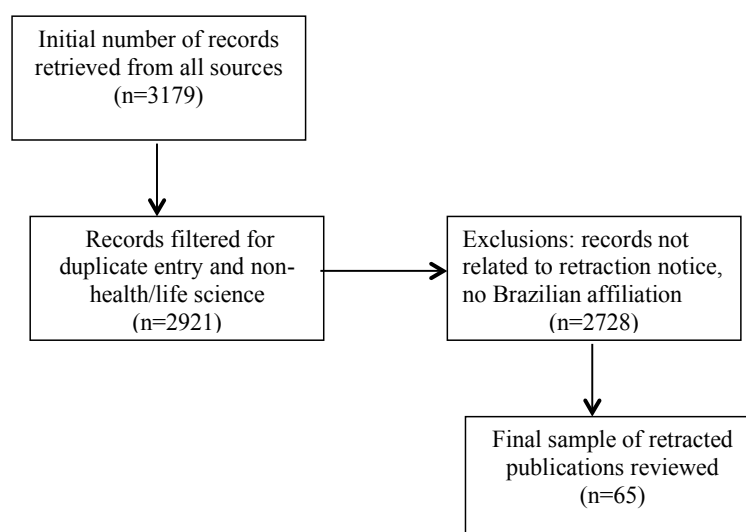 Initial number of records
retrieved from all sources
(n=3179)
Records filtered for
duplicate entry and non-
health/life science
(n=2921)
Exclusions: records not
related to retraction notice,
no Brazilian affiliation
(n=2728)
Final sample of retracted
publications reviewed
(n=65)